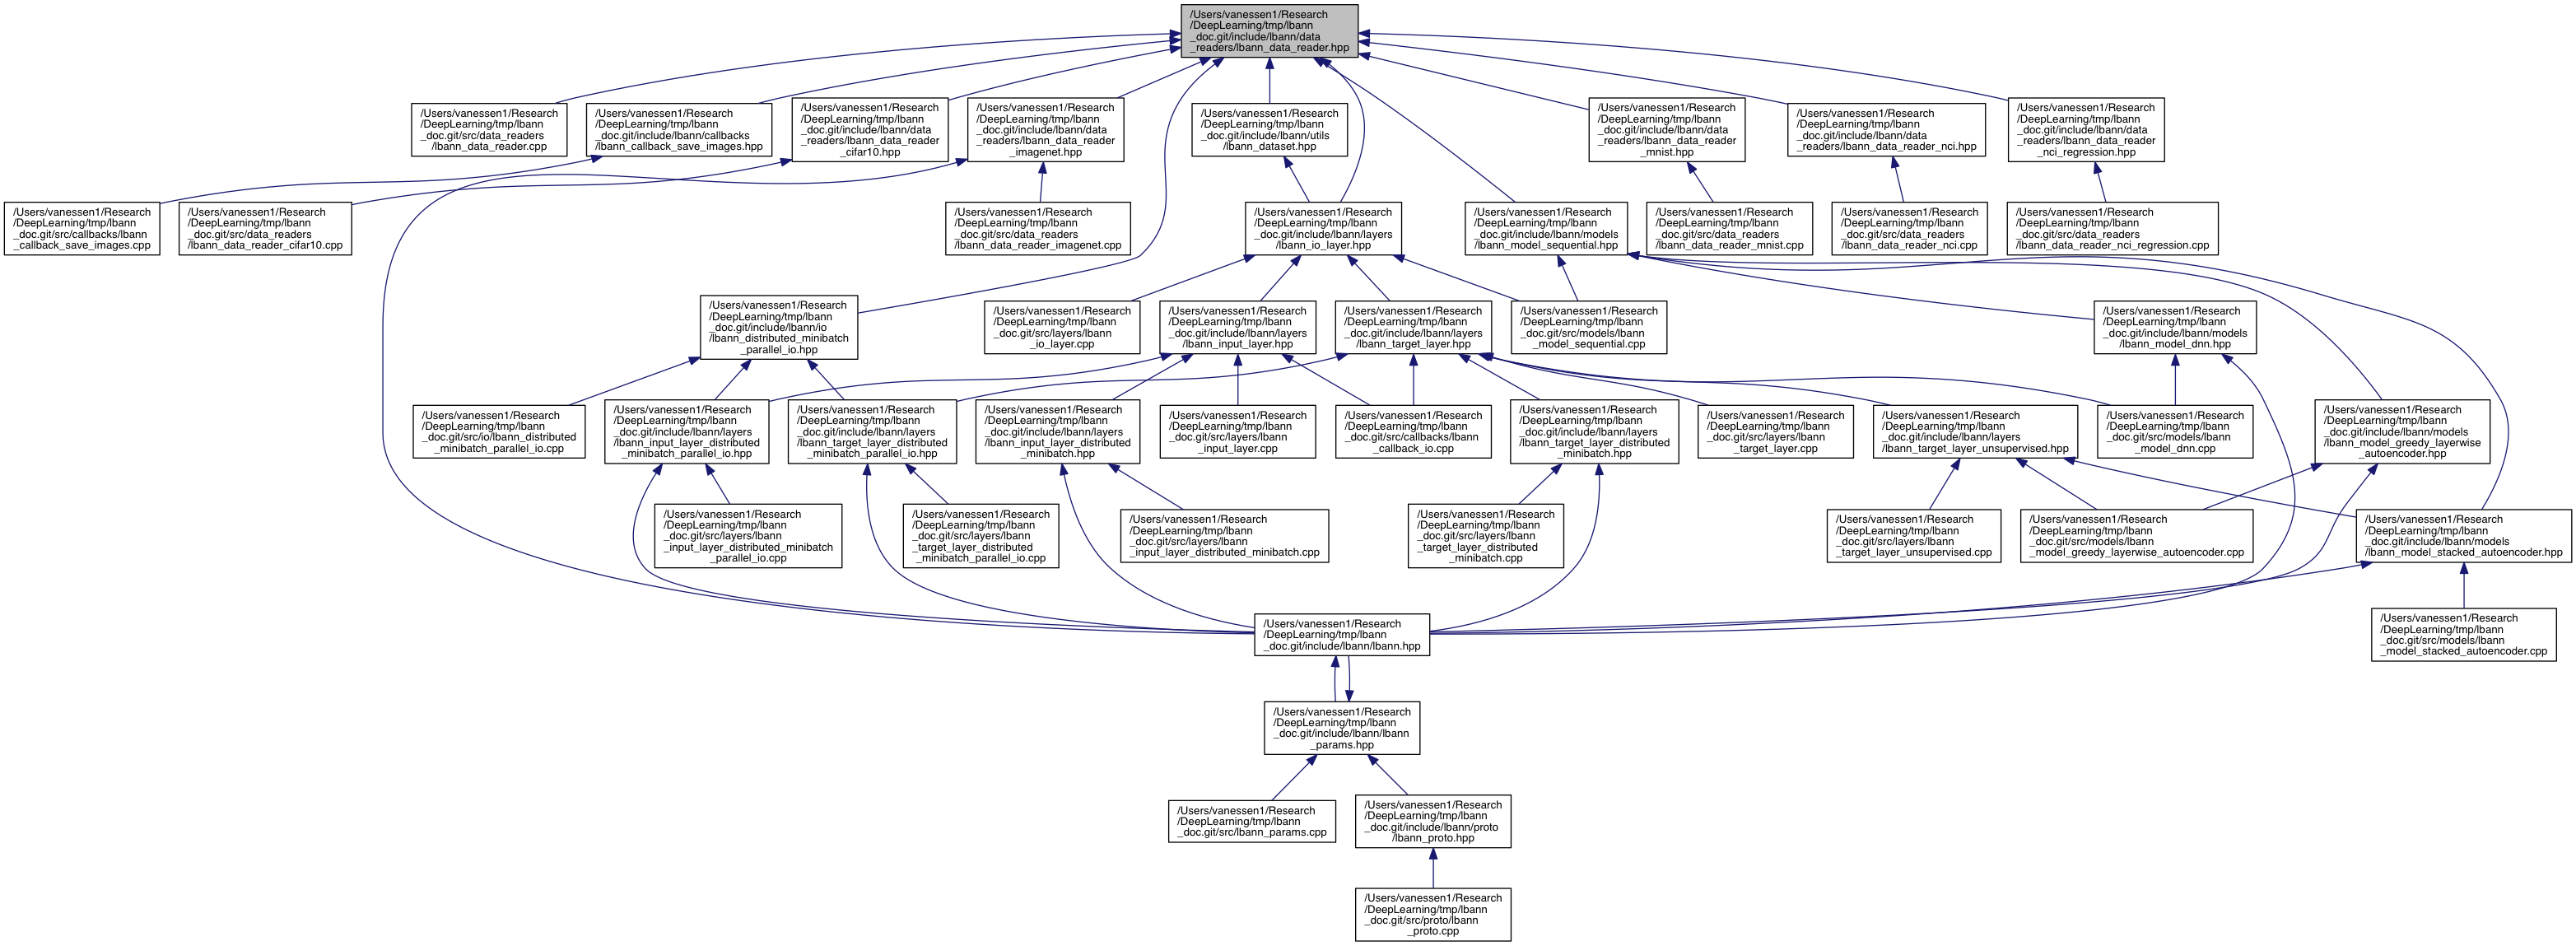 /Users/vanessen1/Research
/DeepLearning/tmp/lbann
_doc.git/include/lbann/data
_readers/lbann_data_reader.hpp
/Users/vanessen1/Research
/DeepLearning/tmp/lbann
_doc.git/src/data_readers
/lbann_data_reader.cpp
/Users/vanessen1/Research
/DeepLearning/tmp/lbann
_doc.git/include/lbann/callbacks
/lbann_callback_save_images.hpp
/Users/vanessen1/Research
/DeepLearning/tmp/lbann
_doc.git/include/lbann/data
_readers/lbann_data_reader
_cifar10.hpp
/Users/vanessen1/Research
/DeepLearning/tmp/lbann
_doc.git/include/lbann/data
_readers/lbann_data_reader
_imagenet.hpp
/Users/vanessen1/Research
/DeepLearning/tmp/lbann
_doc.git/include/lbann/utils
/lbann_dataset.hpp
/Users/vanessen1/Research
/DeepLearning/tmp/lbann
_doc.git/include/lbann/data
_readers/lbann_data_reader
_mnist.hpp
/Users/vanessen1/Research
/DeepLearning/tmp/lbann
_doc.git/include/lbann/data
_readers/lbann_data_reader_nci.hpp
/Users/vanessen1/Research
/DeepLearning/tmp/lbann
_doc.git/include/lbann/data
_readers/lbann_data_reader
_nci_regression.hpp
/Users/vanessen1/Research
/DeepLearning/tmp/lbann
_doc.git/src/callbacks/lbann
_callback_save_images.cpp
/Users/vanessen1/Research
/DeepLearning/tmp/lbann
_doc.git/src/data_readers
/lbann_data_reader_cifar10.cpp
/Users/vanessen1/Research
/DeepLearning/tmp/lbann
_doc.git/src/data_readers
/lbann_data_reader_imagenet.cpp
/Users/vanessen1/Research
/DeepLearning/tmp/lbann
_doc.git/include/lbann/layers
/lbann_io_layer.hpp
/Users/vanessen1/Research
/DeepLearning/tmp/lbann
_doc.git/include/lbann/models
/lbann_model_sequential.hpp
/Users/vanessen1/Research
/DeepLearning/tmp/lbann
_doc.git/src/data_readers
/lbann_data_reader_mnist.cpp
/Users/vanessen1/Research
/DeepLearning/tmp/lbann
_doc.git/src/data_readers
/lbann_data_reader_nci.cpp
/Users/vanessen1/Research
/DeepLearning/tmp/lbann
_doc.git/src/data_readers
/lbann_data_reader_nci_regression.cpp
/Users/vanessen1/Research
/DeepLearning/tmp/lbann
_doc.git/include/lbann/io
/lbann_distributed_minibatch
_parallel_io.hpp
/Users/vanessen1/Research
/DeepLearning/tmp/lbann
_doc.git/src/layers/lbann
_io_layer.cpp
/Users/vanessen1/Research
/DeepLearning/tmp/lbann
_doc.git/include/lbann/layers
/lbann_input_layer.hpp
/Users/vanessen1/Research
/DeepLearning/tmp/lbann
_doc.git/include/lbann/layers
/lbann_target_layer.hpp
/Users/vanessen1/Research
/DeepLearning/tmp/lbann
_doc.git/src/models/lbann
_model_sequential.cpp
/Users/vanessen1/Research
/DeepLearning/tmp/lbann
_doc.git/include/lbann/models
/lbann_model_dnn.hpp
/Users/vanessen1/Research
/DeepLearning/tmp/lbann
_doc.git/src/io/lbann_distributed
_minibatch_parallel_io.cpp
/Users/vanessen1/Research
/DeepLearning/tmp/lbann
_doc.git/include/lbann/layers
/lbann_input_layer_distributed
_minibatch_parallel_io.hpp
/Users/vanessen1/Research
/DeepLearning/tmp/lbann
_doc.git/include/lbann/layers
/lbann_target_layer_distributed
_minibatch_parallel_io.hpp
/Users/vanessen1/Research
/DeepLearning/tmp/lbann
_doc.git/include/lbann/layers
/lbann_input_layer_distributed
_minibatch.hpp
/Users/vanessen1/Research
/DeepLearning/tmp/lbann
_doc.git/src/layers/lbann
_input_layer.cpp
/Users/vanessen1/Research
/DeepLearning/tmp/lbann
_doc.git/src/callbacks/lbann
_callback_io.cpp
/Users/vanessen1/Research
/DeepLearning/tmp/lbann
_doc.git/include/lbann/layers
/lbann_target_layer_distributed
_minibatch.hpp
/Users/vanessen1/Research
/DeepLearning/tmp/lbann
_doc.git/src/layers/lbann
_target_layer.cpp
/Users/vanessen1/Research
/DeepLearning/tmp/lbann
_doc.git/include/lbann/layers
/lbann_target_layer_unsupervised.hpp
/Users/vanessen1/Research
/DeepLearning/tmp/lbann
_doc.git/src/models/lbann
_model_dnn.cpp
/Users/vanessen1/Research
/DeepLearning/tmp/lbann
_doc.git/include/lbann/models
/lbann_model_greedy_layerwise
_autoencoder.hpp
/Users/vanessen1/Research
/DeepLearning/tmp/lbann
_doc.git/src/layers/lbann
_input_layer_distributed_minibatch
_parallel_io.cpp
/Users/vanessen1/Research
/DeepLearning/tmp/lbann
_doc.git/src/layers/lbann
_target_layer_distributed
_minibatch_parallel_io.cpp
/Users/vanessen1/Research
/DeepLearning/tmp/lbann
_doc.git/src/layers/lbann
_input_layer_distributed_minibatch.cpp
/Users/vanessen1/Research
/DeepLearning/tmp/lbann
_doc.git/src/layers/lbann
_target_layer_distributed
_minibatch.cpp
/Users/vanessen1/Research
/DeepLearning/tmp/lbann
_doc.git/src/layers/lbann
_target_layer_unsupervised.cpp
/Users/vanessen1/Research
/DeepLearning/tmp/lbann
_doc.git/src/models/lbann
_model_greedy_layerwise_autoencoder.cpp
/Users/vanessen1/Research
/DeepLearning/tmp/lbann
_doc.git/include/lbann/models
/lbann_model_stacked_autoencoder.hpp
/Users/vanessen1/Research
/DeepLearning/tmp/lbann
_doc.git/include/lbann/lbann.hpp
/Users/vanessen1/Research
/DeepLearning/tmp/lbann
_doc.git/src/models/lbann
_model_stacked_autoencoder.cpp
/Users/vanessen1/Research
/DeepLearning/tmp/lbann
_doc.git/include/lbann/lbann
_params.hpp
/Users/vanessen1/Research
/DeepLearning/tmp/lbann
_doc.git/src/lbann_params.cpp
/Users/vanessen1/Research
/DeepLearning/tmp/lbann
_doc.git/include/lbann/proto
/lbann_proto.hpp
/Users/vanessen1/Research
/DeepLearning/tmp/lbann
_doc.git/src/proto/lbann
_proto.cpp